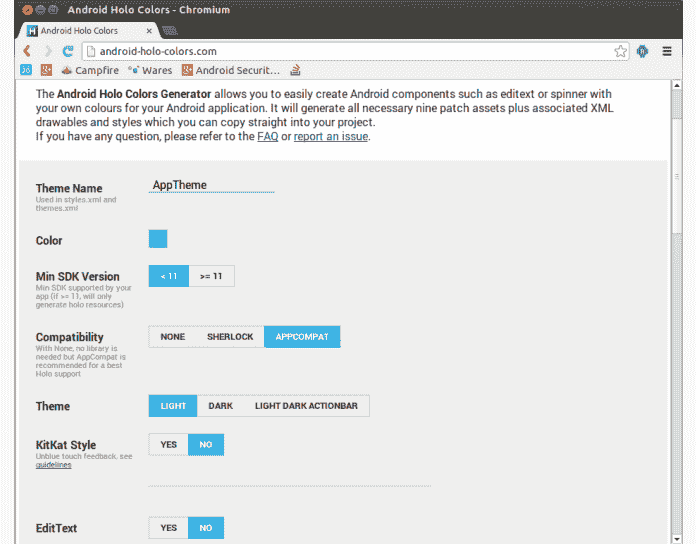 Android Holo Colors - Chromium
Android Holo Colors
android-holo-colors.com
Campfire Wares Android Securit...
The Android Holo Colors Generator allows you to easily create Android components such as editext or spinner with
your own colours for your Android application. It will generate all necessary nine patch assets plus associated XML
drawables and styles which you can copy straight into your project.
If you have any question, please refer to the FAQ or report an issue.
Theme Name
AppTheme
Used in styles.xml and
themes.xml
Color
Min SDK Version
< 11 >= 11
Min SDK supported by your
app (if >= 11, will only
generate holo resources)
Compatibility
NONE SHERLOCK APPCOMPAT
With None, no library is
needed but AppCompat is
recommended for a best
Holo support
Theme
LIGHT DARK LIGHT DARK ACTIONBAR
KitKat Style
YES NO
Unblue touch feedback, see
guidelines
EditText
YES NO